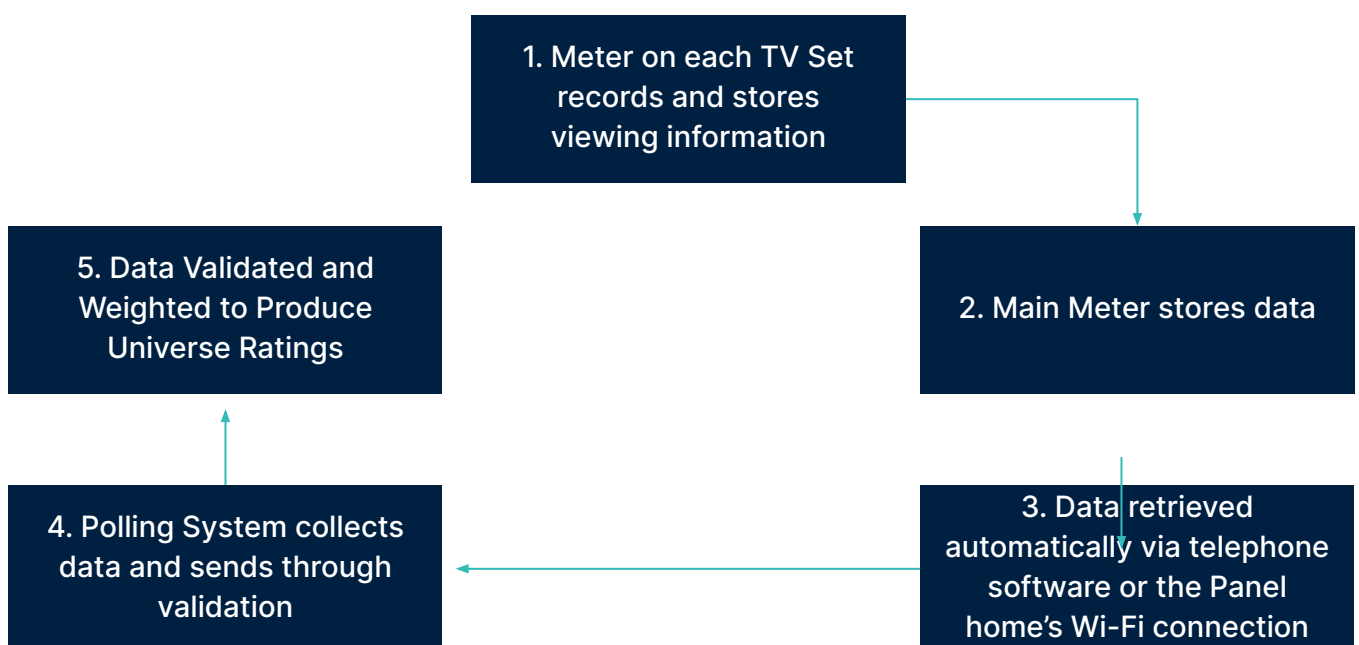 1. Meter on each TV Set
records and stores
viewing information
2. Main Meter stores data
3. Data retrieved
automatically via telephone
software or the Panel
home’s Wi-Fi connection
4. Polling System collects
data and sends through
validation
5. Data Validated and
Weighted to Produce
Universe Ratings